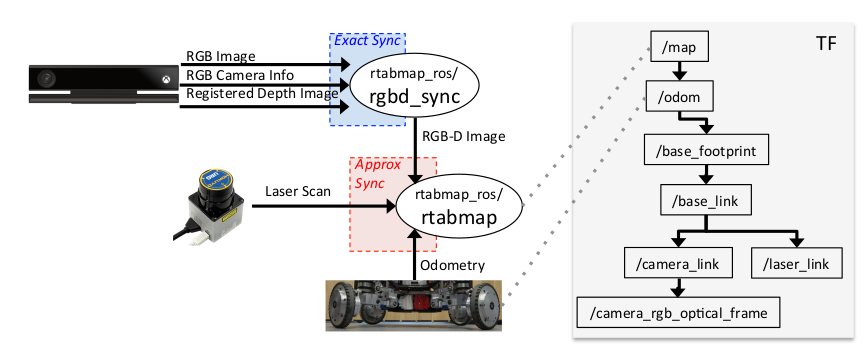 Exact Sync
RGB Image
RGB Camera Info
Registered Depth Image
rtabmap_ros/
rgbd_sync
RGB-D Image
Approx
Sync
Laser Scan
rtabmap_ros/
rtabmap
Odometry
TF
/map
/odom
/base_footprint
/base_link
/camera_link
/laser_link
/camera_rgb_optical_frame